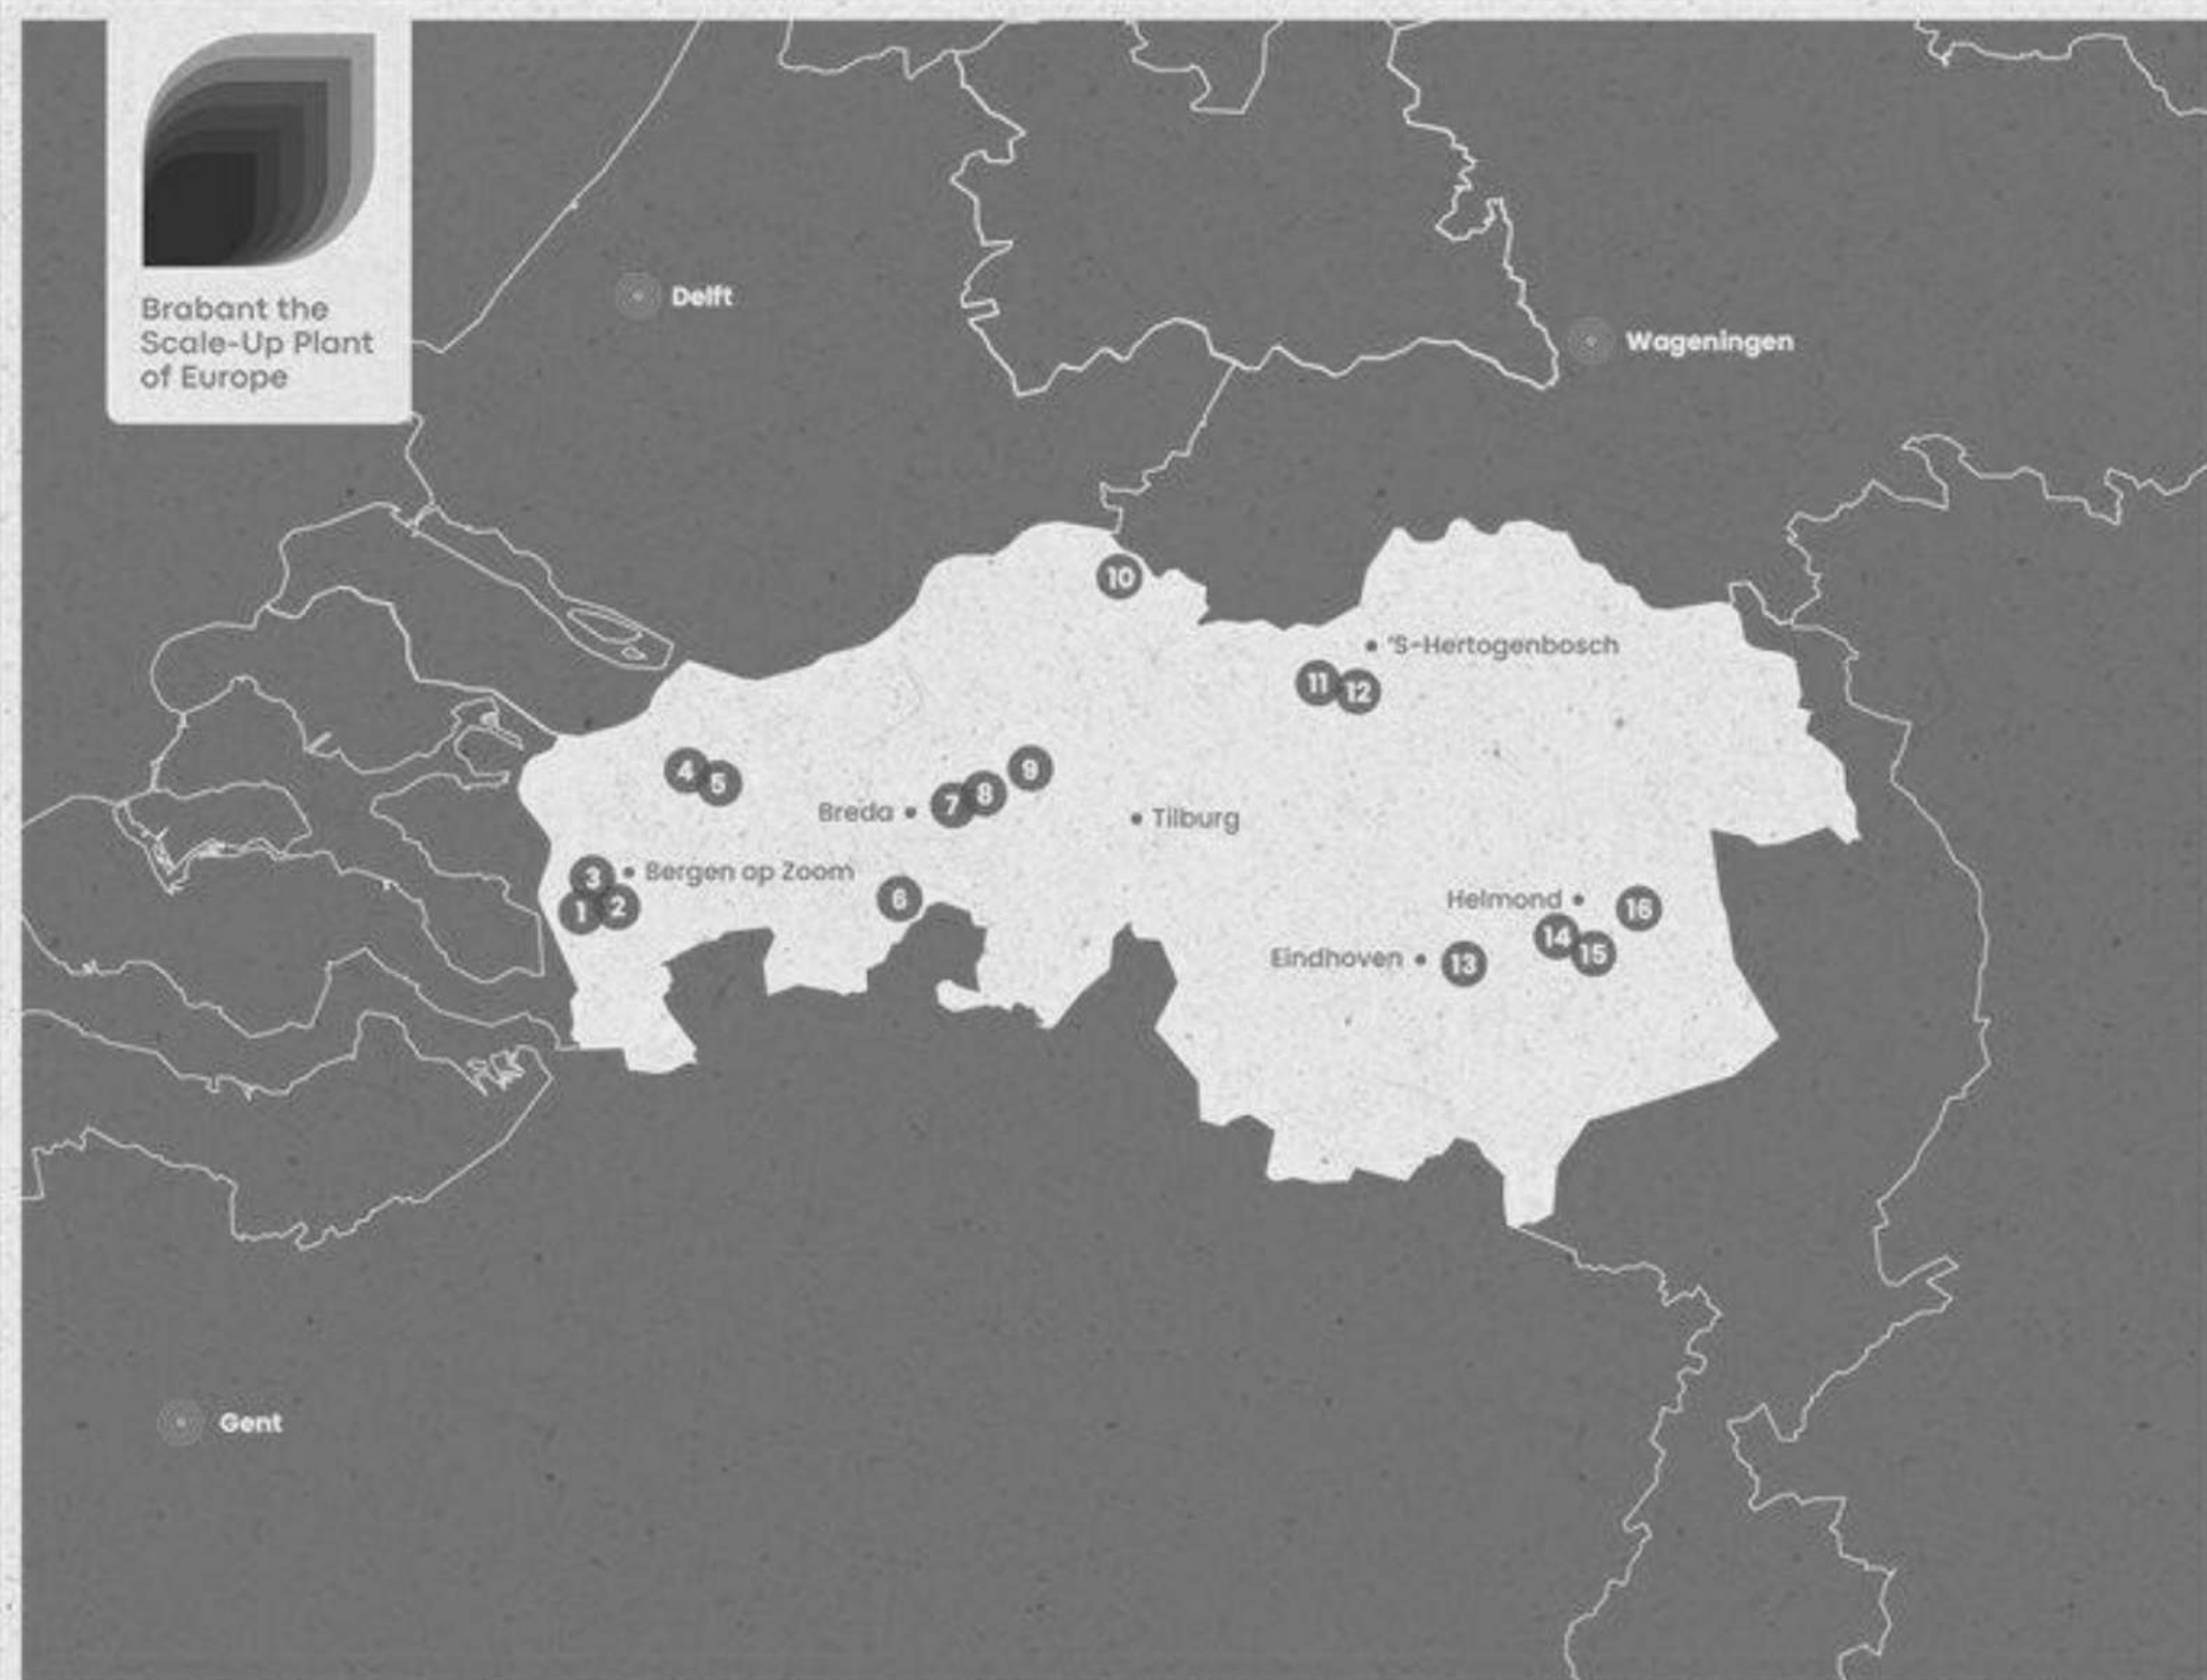 Brabant the
Scale-Up Plant
of Europe
Delft
Wageningen
10
'S-Hertogenbosch
11
12
4
5
9
8
7
Breda
Tilburg
3
Bergen op Zoom
1
2
6
Helmond
16
14
15
Eindhoven
13
Gent